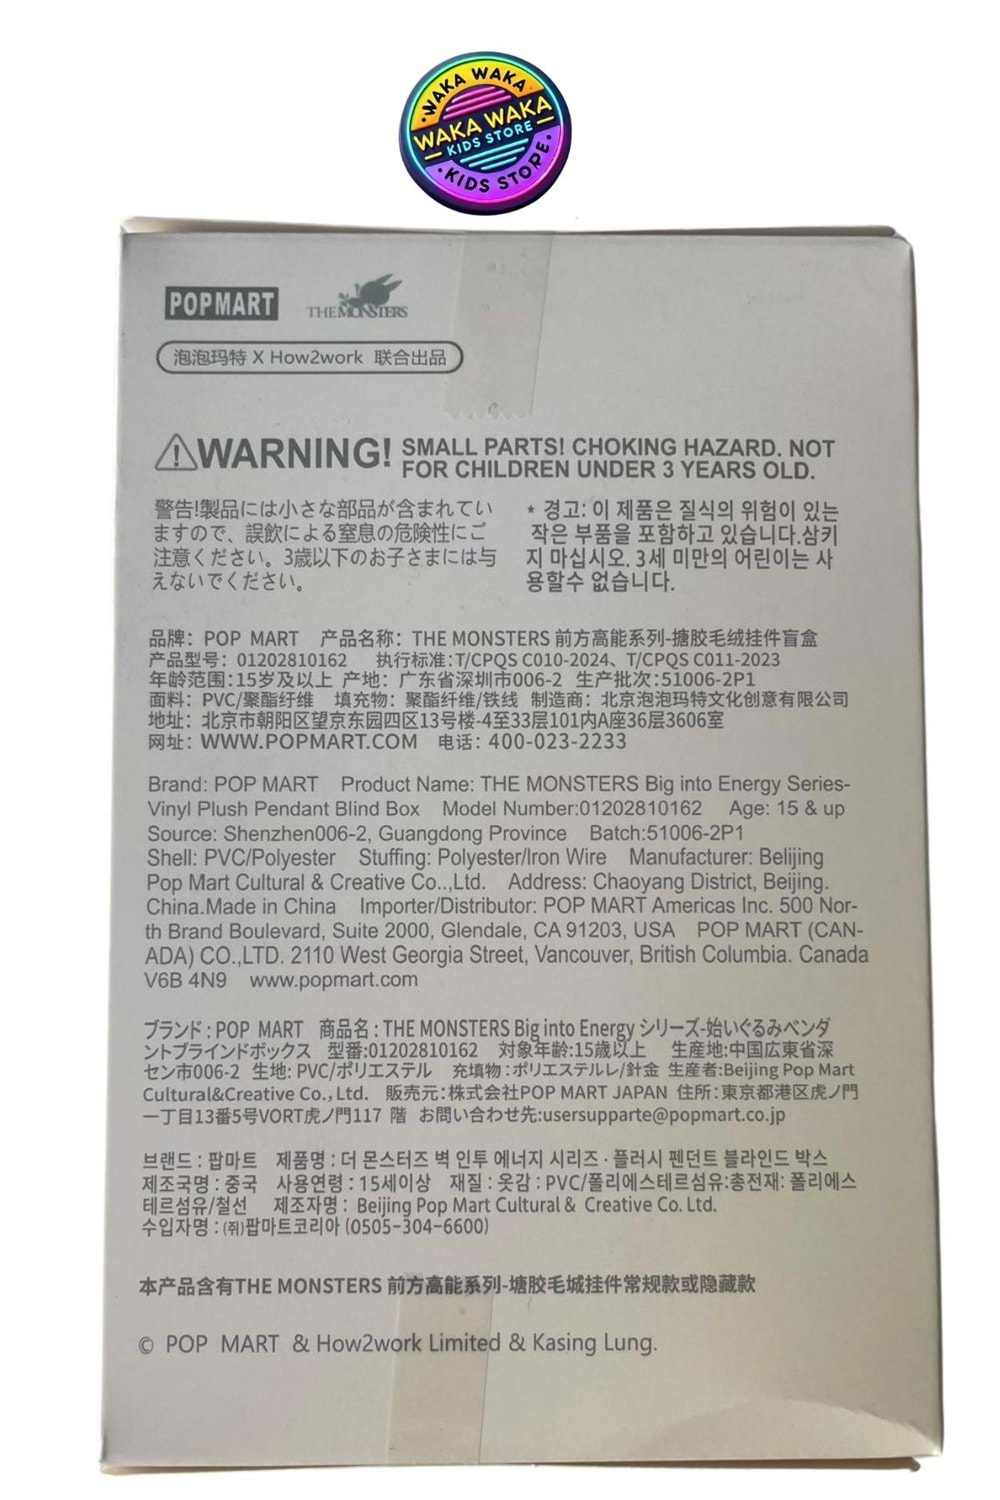 WAKA WAKA
WAKA WAKA
KIDS STORE
KIDS STORE
POP MART
THE MONSTERS
泡泡玛特 X How2work 联合出品
WARNING! SMALL PARTS! CHOKING HAZARD. NOT
FOR CHILDREN UNDER 3 YEARS OLD.
警告!製品には小さな部品が含まれてい
ますので、誤飲による窒息の危険性にご
注意ください。3歳以下のお子さまには与
えないでください。
* 경고: 이 제품은 질식의 위험이 있는
작은 부품을 포함하고 있습니다.삼키
지 마십시오. 3세 미만의 어린이는 사
용할수 없습니다.
品牌：POP MART 产品名称：THE MONSTERS 前方高能系列-搪胶毛绒挂件盲盒
产品型号：01202810162 执行标准:T/CPQS C010-2024、T/CPQS C011-2023
年龄范围:15岁及以上 产地：广东省深圳市006-2 生产批次:51006-2P1
面料：PVC/聚酯纤维 填充物：聚酯纤维/铁线 制造商：北京泡泡玛特文化创意有限公司
地址：北京市朝阳区望京东园四区13号楼-4至33层101内A座36层3606室
网址：WWW.POPMART.COM 电话：400-023-2233
Brand: POP MART Product Name: THE MONSTERS Big into Energy Series-
Vinyl Plush Pendant Blind Box Model Number:01202810162 Age: 15 & up
Source: Shenzhen006-2, Guangdong Province Batch:51006-2P1
Shell: PVC/Polyester Stuffing: Polyester/Iron Wire Manufacturer: Belijing
Pop Mart Cultural & Creative Co..,Ltd. Address: Chaoyang District, Beijing.
China.Made in China Importer/Distributor: POP MART Americas Inc. 500 Nor-
th Brand Boulevard, Suite 2000, Glendale, CA 91203, USA POP MART (CAN-
ADA) CO.,LTD. 2110 West Georgia Street, Vancouver, British Columbia. Canada
V6B 4N9 www.popmart.com
ブランド : POP MART 商品名 : THE MONSTERS Big into Energy シリーズ-始いぐるみペンダ
ントブラインドボックス 型番:01202810162 対象年齢:15歳以上 生産地:中国広東省深
セン市006-2 生地: PVC/ポリエステル 充填物 : ポリエステルレ/針金 生産者:Beijing Pop Mart
Cultural&Creative Co., Ltd. 販売元 : 株式会社POP MART JAPAN 住所 : 東京都港区虎ノ門
一丁目13番5号VORT虎ノ門117 階 お問い合わせ先:usersupparte@popmart.co.jp
브랜드 : 팝마트 제품명 : 더 몬스터즈 벽 인투 에너지 시리즈 · 플러시 펜던트 블라인드 박스
제조국명 : 중국 사용연령 : 15세이상 재질 : 옷감 : PVC/폴리에스테르섬유:총전재: 폴리에스
테르섬유/철선 제조자명 : Beijing Pop Mart Cultural & Creative Co. Ltd.
수입자명 : ㈜팝마트코리아 (0505-304-6600)
本产品含有THE MONSTERS 前方高能系列-塘胶毛城挂件常规款或隐藏款
© POP MART & How2work Limited & Kasing Lung.